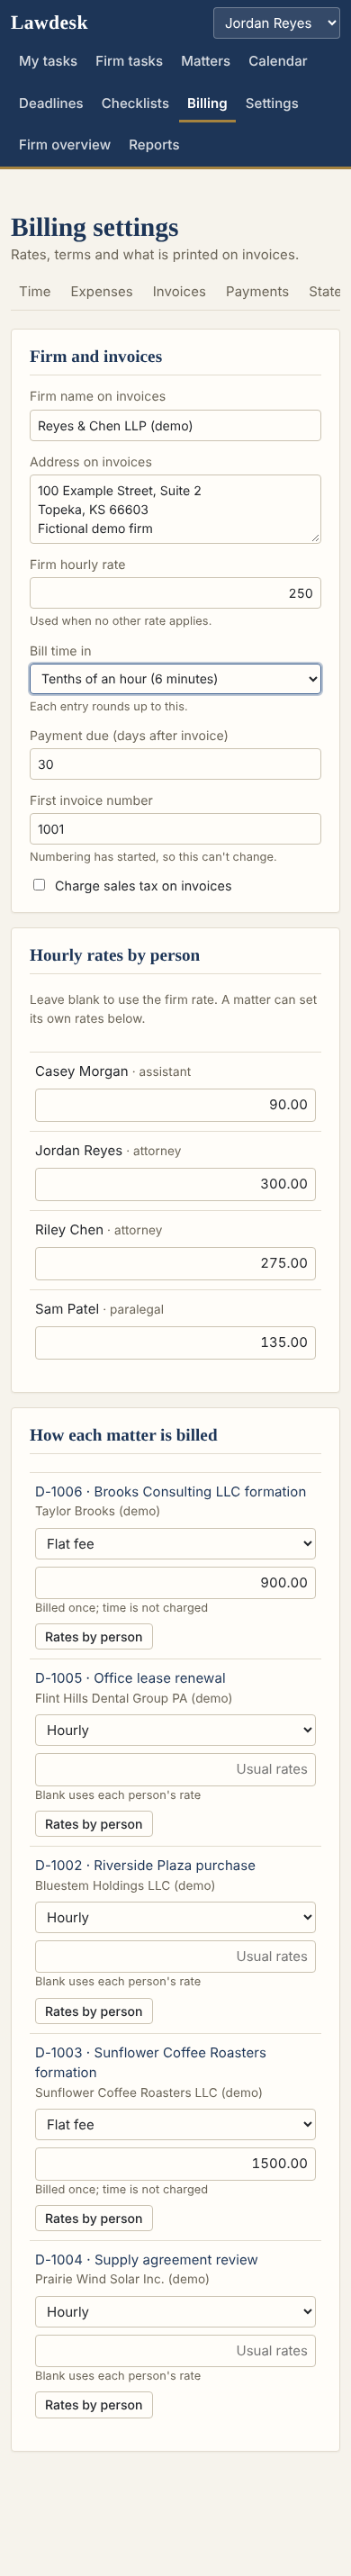 Lawdesk
Jordan Reyes
My tasks Firm tasks Matters Calendar
Deadlines Checklists Billing Settings
Firm overview Reports
Billing settings
Rates, terms and what is printed on invoices.
Time Expenses Invoices Payments State
Firm and invoices
Firm name on invoices
Reyes & Chen LLP (demo)
Address on invoices
100 Example Street, Suite 2
Topeka, KS 66603
Fictional demo firm
Firm hourly rate
250
Used when no other rate applies.
Bill time in
Tenths of an hour (6 minutes)
Each entry rounds up to this.
Payment due (days after invoice)
30
First invoice number
1001
Numbering has started, so this can't change.
Charge sales tax on invoices
Hourly rates by person
Leave blank to use the firm rate. A matter can set
its own rates below.
Casey Morgan · assistant
90.00
Jordan Reyes · attorney
300.00
Riley Chen · attorney
275.00
Sam Patel · paralegal
135.00
How each matter is billed
D-1006 · Brooks Consulting LLC formation
Taylor Brooks (demo)
Flat fee
900.00
Billed once; time is not charged
Rates by person
D-1005 · Office lease renewal
Flint Hills Dental Group PA (demo)
Hourly
Usual rates
Blank uses each person's rate
Rates by person
D-1002 · Riverside Plaza purchase
Bluestem Holdings LLC (demo)
Hourly
Usual rates
Blank uses each person's rate
Rates by person
D-1003 · Sunflower Coffee Roasters
formation
Sunflower Coffee Roasters LLC (demo)
Flat fee
1500.00
Billed once; time is not charged
Rates by person
D-1004 · Supply agreement review
Prairie Wind Solar Inc. (demo)
Hourly
Usual rates
Blank uses each person's rate
Rates by person